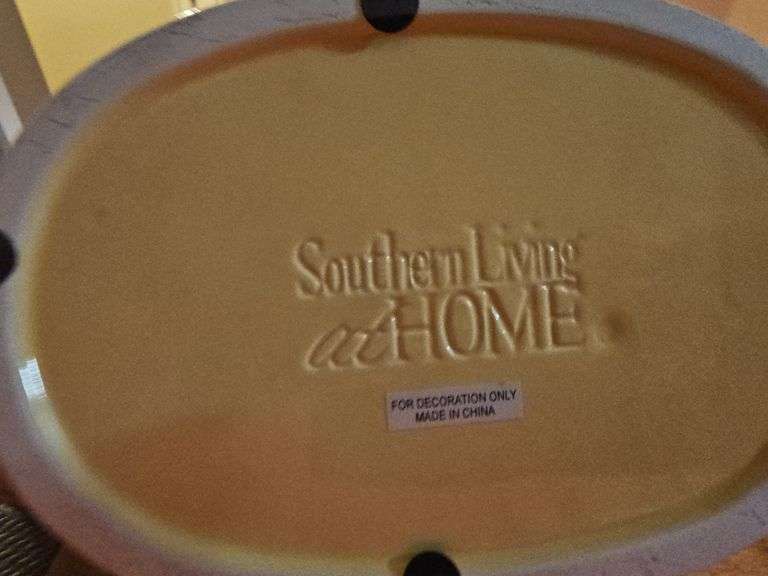 Southern Living
at HOME
FOR DECORATION ONLY
MADE IN CHINA